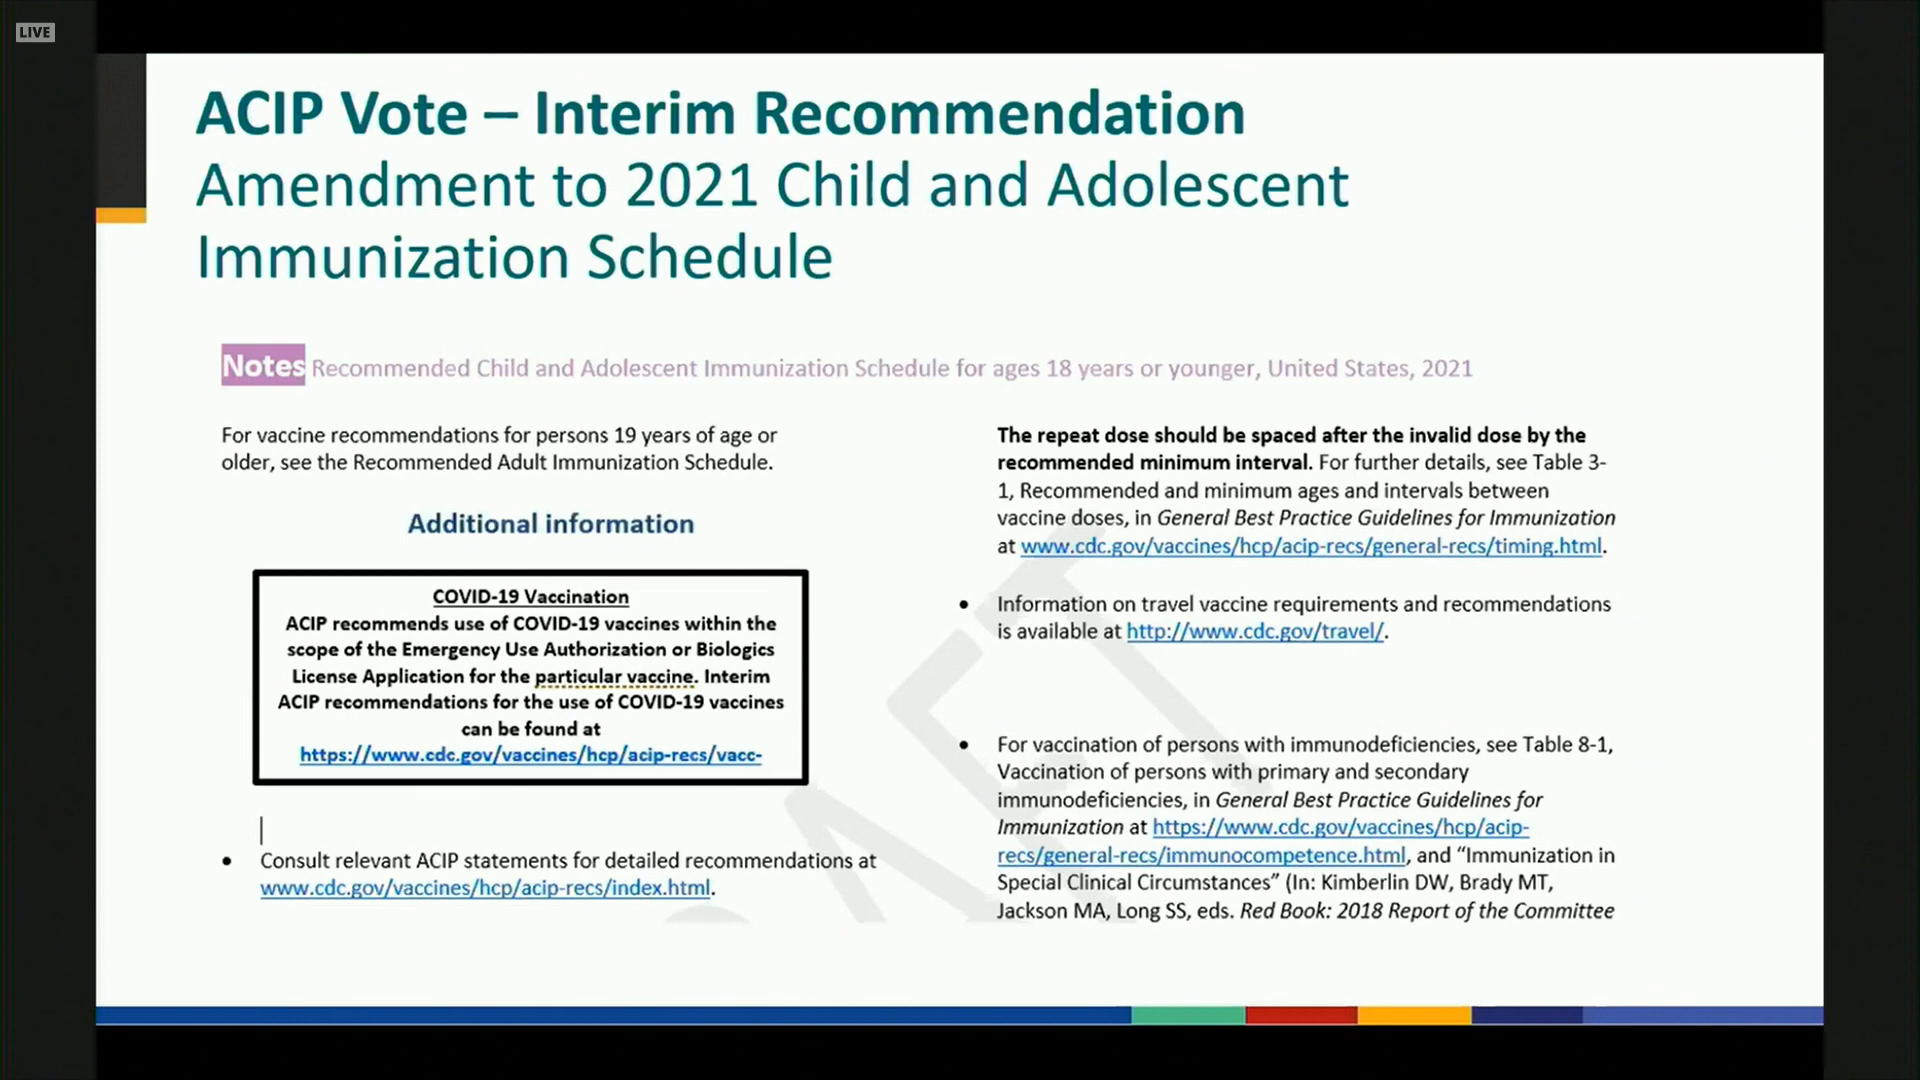 LIVE
ACIP Vote – Interim Recommendation
Amendment to 2021 Child and Adolescent
Immunization Schedule
Notes Recommended Child and Adolescent Immunization Schedule for ages 18 years or younger, United States, 2021
For vaccine recommendations for persons 19 years of age or
older, see the Recommended Adult Immunization Schedule.
Additional information
COVID-19 Vaccination
ACIP recommends use of COVID-19 vaccines within the
scope of the Emergency Use Authorization or Biologics
License Application for the particular vaccine. Interim
ACIP recommendations for the use of COVID-19 vaccines
can be found at
https://www.cdc.gov/vaccines/hcp/acip-recs/vacc-
• Consult relevant ACIP statements for detailed recommendations at
www.cdc.gov/vaccines/hcp/acip-recs/index.html.
The repeat dose should be spaced after the invalid dose by the
recommended minimum interval. For further details, see Table 3-
1, Recommended and minimum ages and intervals between
vaccine doses, in General Best Practice Guidelines for Immunization
at www.cdc.gov/vaccines/hcp/acip-recs/general-recs/timing.html.
• Information on travel vaccine requirements and recommendations
is available at http://www.cdc.gov/travel/.
• For vaccination of persons with immunodeficiencies, see Table 8-1,
Vaccination of persons with primary and secondary
immunodeficiencies, in General Best Practice Guidelines for
Immunization at https://www.cdc.gov/vaccines/hcp/acip-
recs/general-recs/immunocompetence.html, and “Immunization in
Special Clinical Circumstances” (In: Kimberlin DW, Brady MT,
Jackson MA, Long SS, eds. Red Book: 2018 Report of the Committee